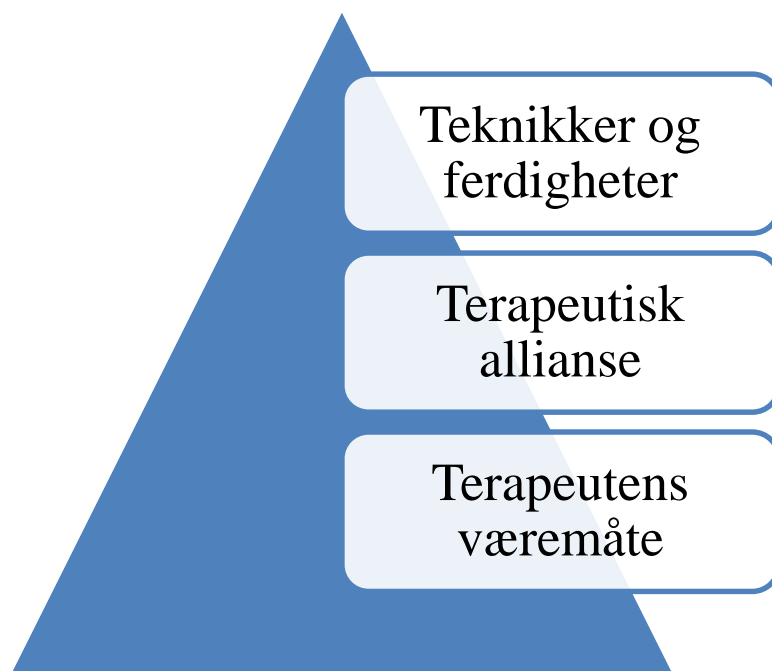 Teknikker og
ferdigheter
Terapeutisk
allianse
Terapeutens
væremåte